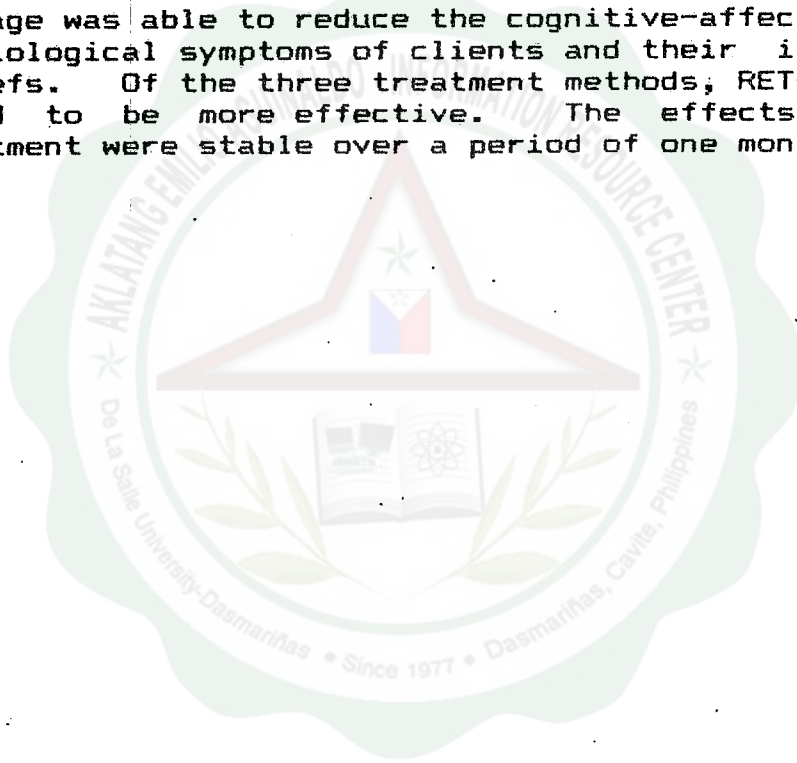 age was able to reduce the cognitive-affec
iological symptoms of clients and their i
efs. Of the three treatment methods, RET
to be more effective. The effects
tment were stable over a period of one mon
AKLATANG EMILIO AGUINALDO INFORMATION RESOURCE CENTER
De La Salle University-Dasmariñas • Since 1977 • Dasmariñas, Cavite, Philippines